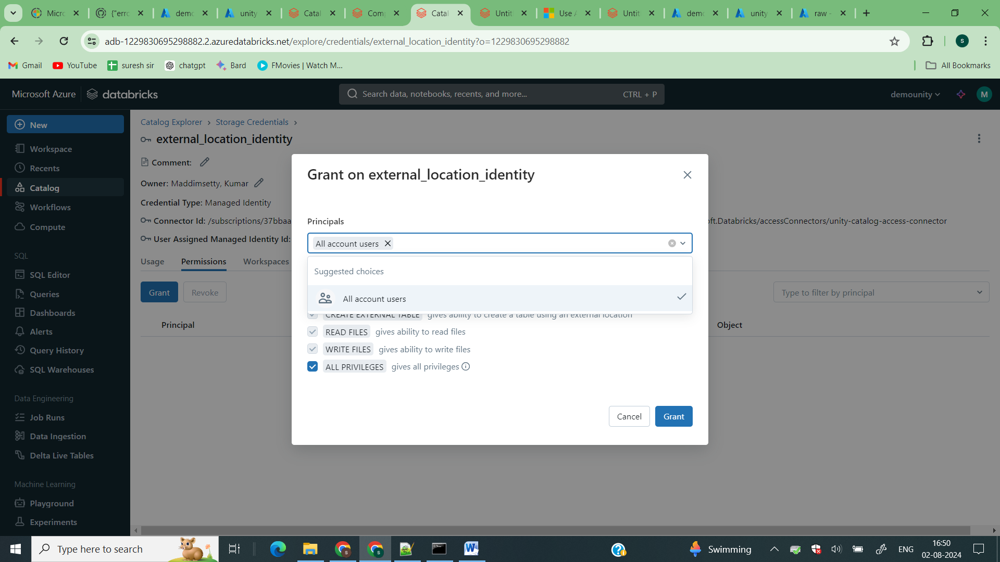 Micro
{"erro
demo
unity
Catal
Comp
Catal
Untit
Use A
Untit
demo
unity
raw -
adb-1229830695298882.2.azuredatabricks.net/explore/credentials/external_location_identity?o=1229830695298882
S
Gmail
YouTube
suresh sir
chatgpt
Bard
FMovies | Watch M...
All Bookmarks
Microsoft Azure
databricks
Search data, notebooks, recents, and more...
CTRL + P
demounity
M
New
Workspace
Recents
Catalog
Workflows
Compute
SQL
SQL Editor
Queries
Dashboards
Alerts
Query History
SQL Warehouses
Data Engineering
Job Runs
Data Ingestion
Delta Live Tables
Machine Learning
Playground
Experiments
Catalog Explorer › Storage Credentials ›
external_location_identity
Comment:
Owner: Maddimsetty, Kumar
Credential Type: Managed Identity
Connector Id: /subscriptions/37bbaa
oft.Databricks/accessConnectors/unity-catalog-access-connector
User Assigned Managed Identity Id:
Usage
Permissions
Workspaces
Grant
Revoke
Type to filter by principal
Principal
Object
Grant on external_location_identity
Principals
All account users
Suggested choices
All account users
CREATE EXTERNAL TABLE gives ability to create a table using an external location
READ FILES gives ability to read files
WRITE FILES gives ability to write files
ALL PRIVILEGES gives all privileges
Cancel
Grant
Type here to search
Swimming
ENG
16:50
02-08-2024